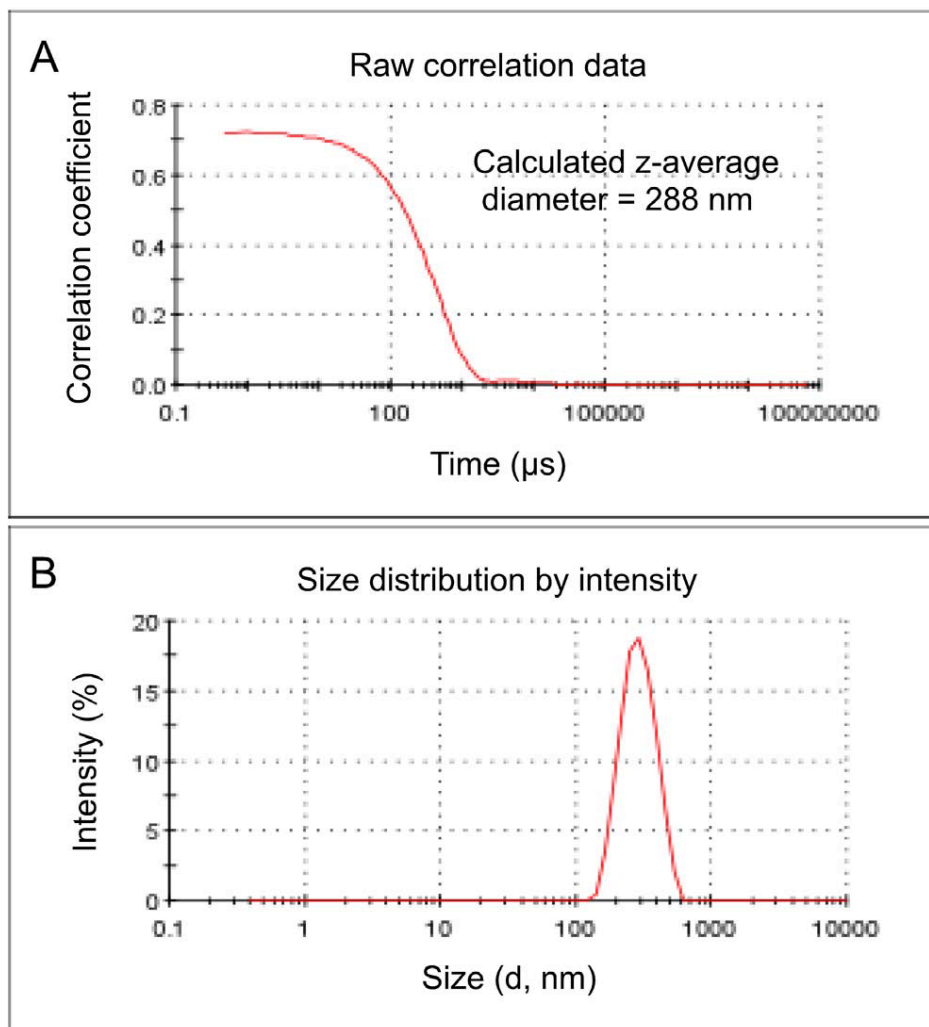 A
Raw correlation data
Correlation coefficient
0.8
0.6
0.4
0.2
0.0
Calculated z-average
diameter = 288 nm
0.1 100 100000 100000000
Time (µs)
B
Size distribution by intensity
Intensity (%)
20
15
10
5
0
0.1 1 10 100 1000 10000
Size (d, nm)